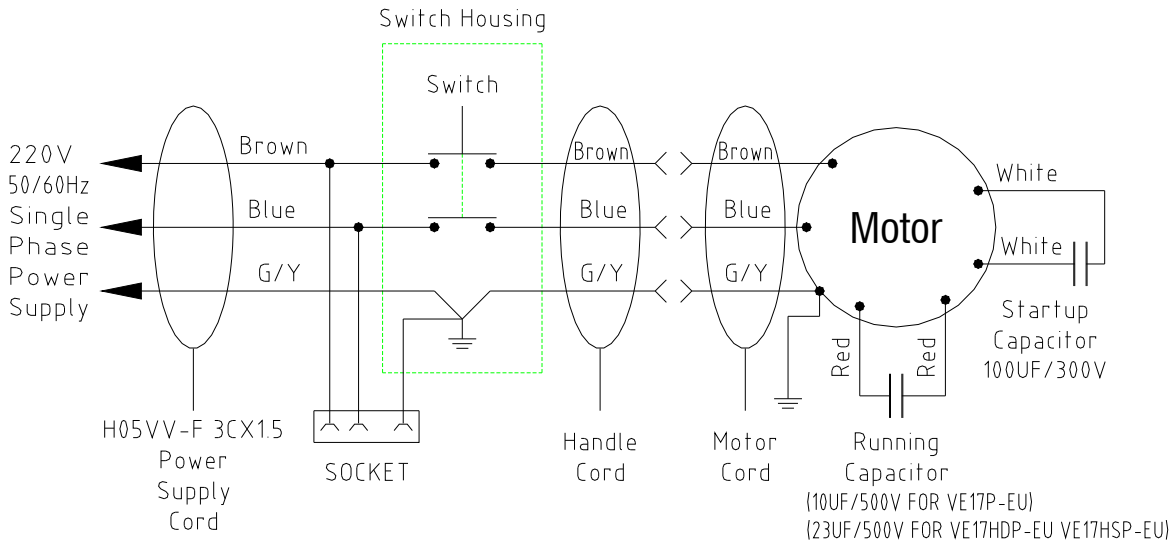 Switch Housing
Switch
220V
50/60Hz
Single
Phase
Power
Supply
Brown
Blue
G/Y
Brown
Blue
G/Y
Brown
Blue
G/Y
Motor
White
White
Startup
Capacitor
100UF/300V
Red
Red
H05VV-F 3CX1.5
Power
Supply
Cord
SOCKET
Handle
Cord
Motor
Cord
Running
Capacitor
(10UF/500V FOR VE17P-EU)
(23UF/500V FOR VE17HDP-EU VE17HSP-EU)